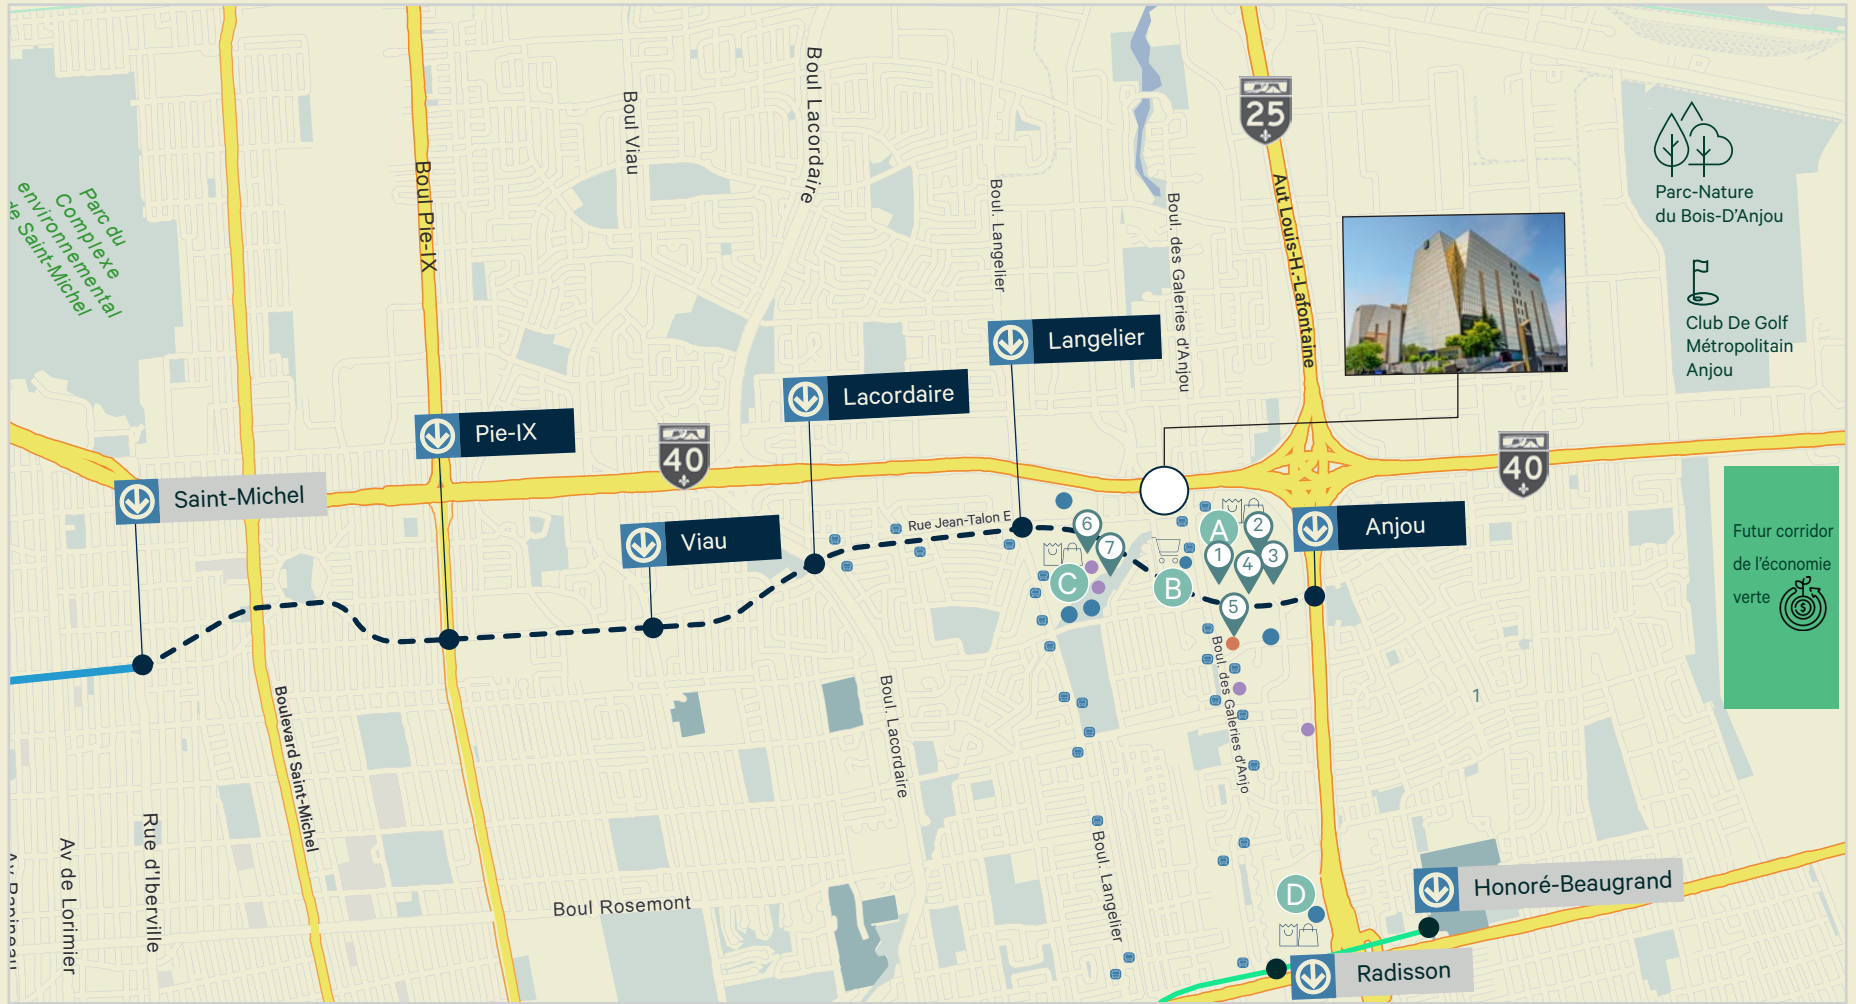 25
Boul Lacordaire
Boul Viau
Boul Pie-IX
Boul. Langelier
Boul. des Galeries d'Anjou
Aut Louis-H.-Lafontaine
Parc-Nature
du Bois-D'Anjou
Club De Golf
Métropolitain
Anjou
Parc du
Complexe
environnemental
de Saint-Michel
Langelier
Lacordaire
Pie-IX
40
40
Saint-Michel
Viau
Rue Jean-Talon E
Anjou
6
7
A
2
1
4
3
5
B
C
Futur corridor
de l'économie
verte
$
1
Boulevard Saint-Michel
Boul. Lacordaire
Boul. des Galeries d'Anjo
Rue d'Iberville
Av de Lorimier
Av Papineau
Boul Rosemont
Boul. Langelier
D
Honoré-Beaugrand
Radisson